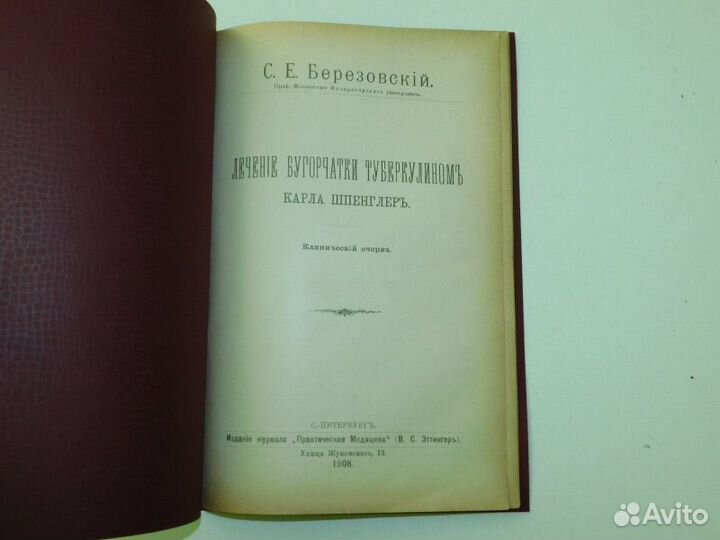 С. Е. Березовскій.
Проф. Московскаго Императорскаго университета.
ЛЕЧЕНІЕ БУГОРЧАТКИ ТУБЕРКУЛИНОМЪ
КАРЛА ШПЕНГЛЕРЪ.
Клиническій очеркъ.
С.-ПЕТЕРБУРГЪ.
Изданіе журнала „Практическая Медицина" (В. С. Эттингеръ).
Улица Жуковскаго, 13.
1908.
Avito